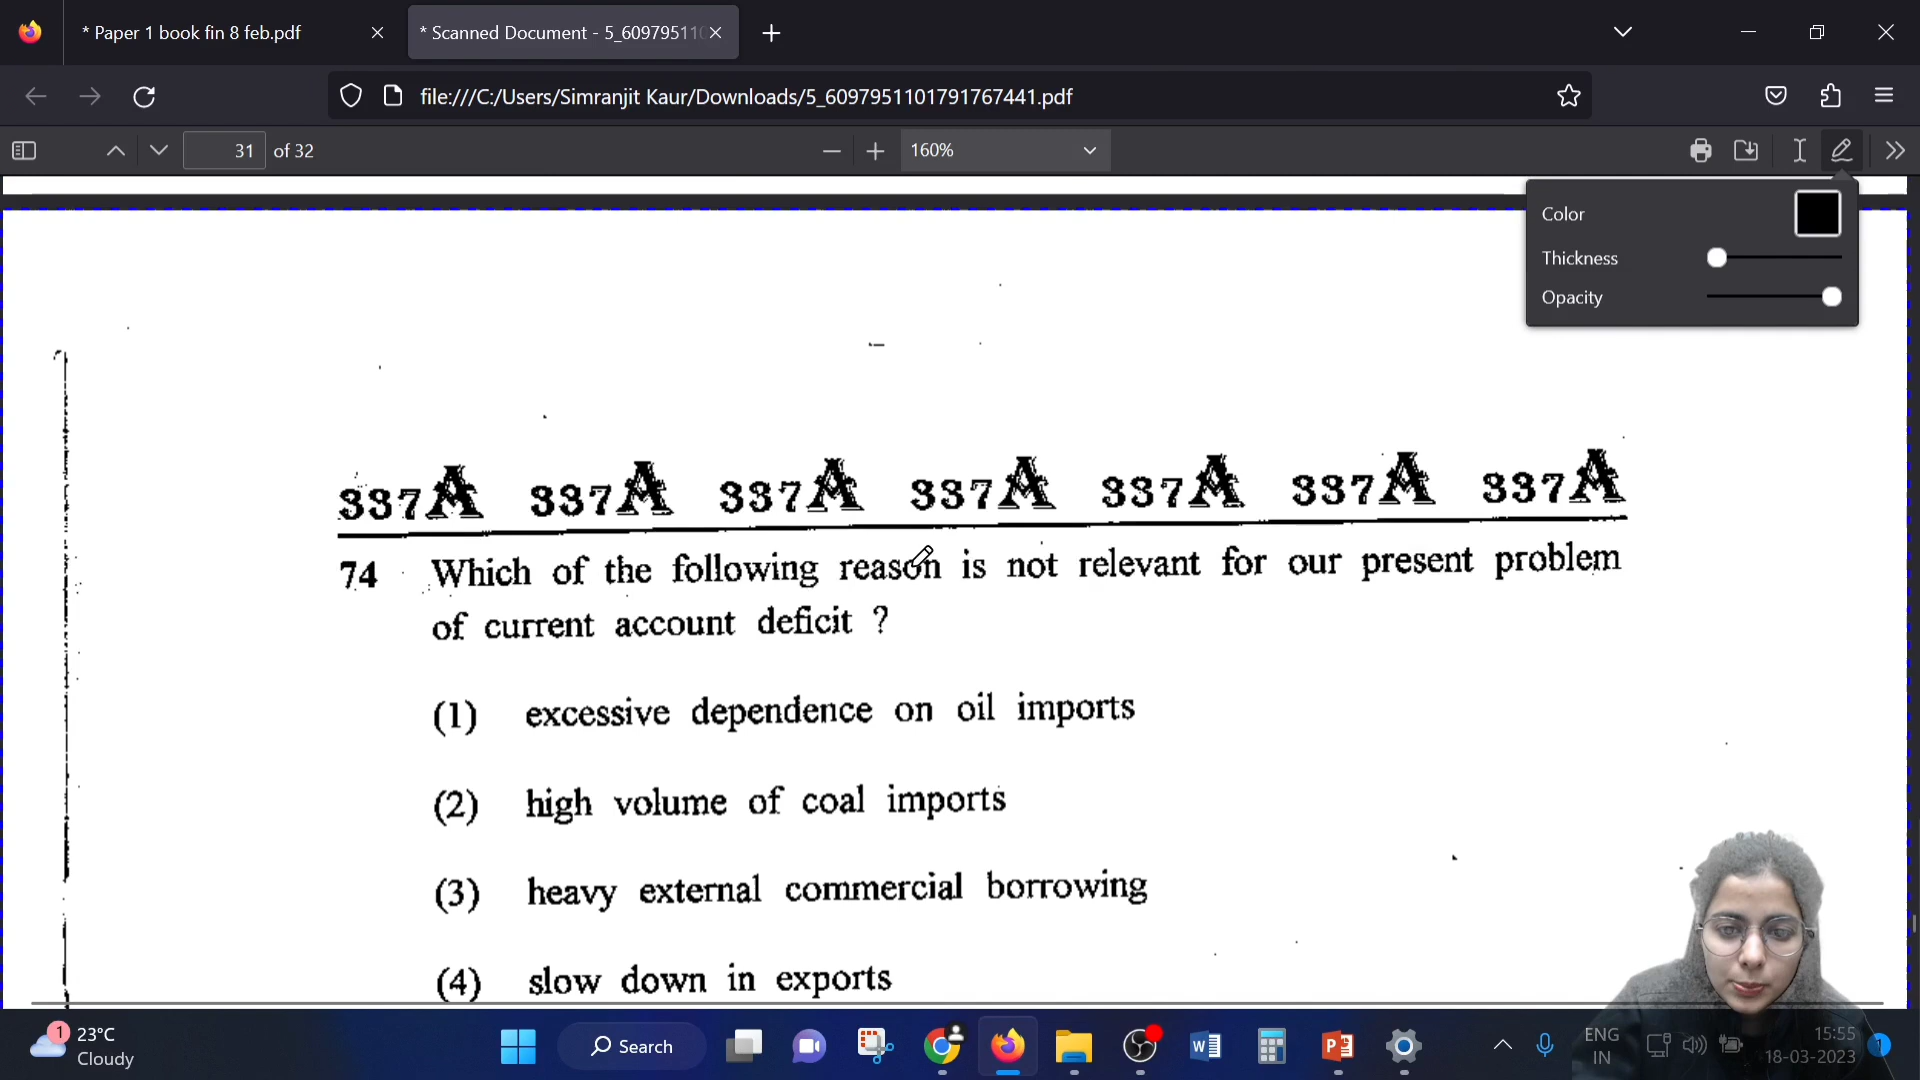 * Paper 1 book fin 8 feb.pdf
* Scanned Document - 5_609795110
file:///C:/Users/Simranjit Kaur/Downloads/5_6097951101791767441.pdf
31 of 32
160%
Color
Thickness
Opacity
337A 337A 337A 337A 337A 337A 337A
74 Which of the following reason is not relevant for our present problem
of current account deficit ?
(1) excessive dependence on oil imports
(2) high volume of coal imports
(3) heavy external commercial borrowing
(4) slow down in exports
1
23°C
Cloudy
Search
ENG
IN
15:55
18-03-2023
1